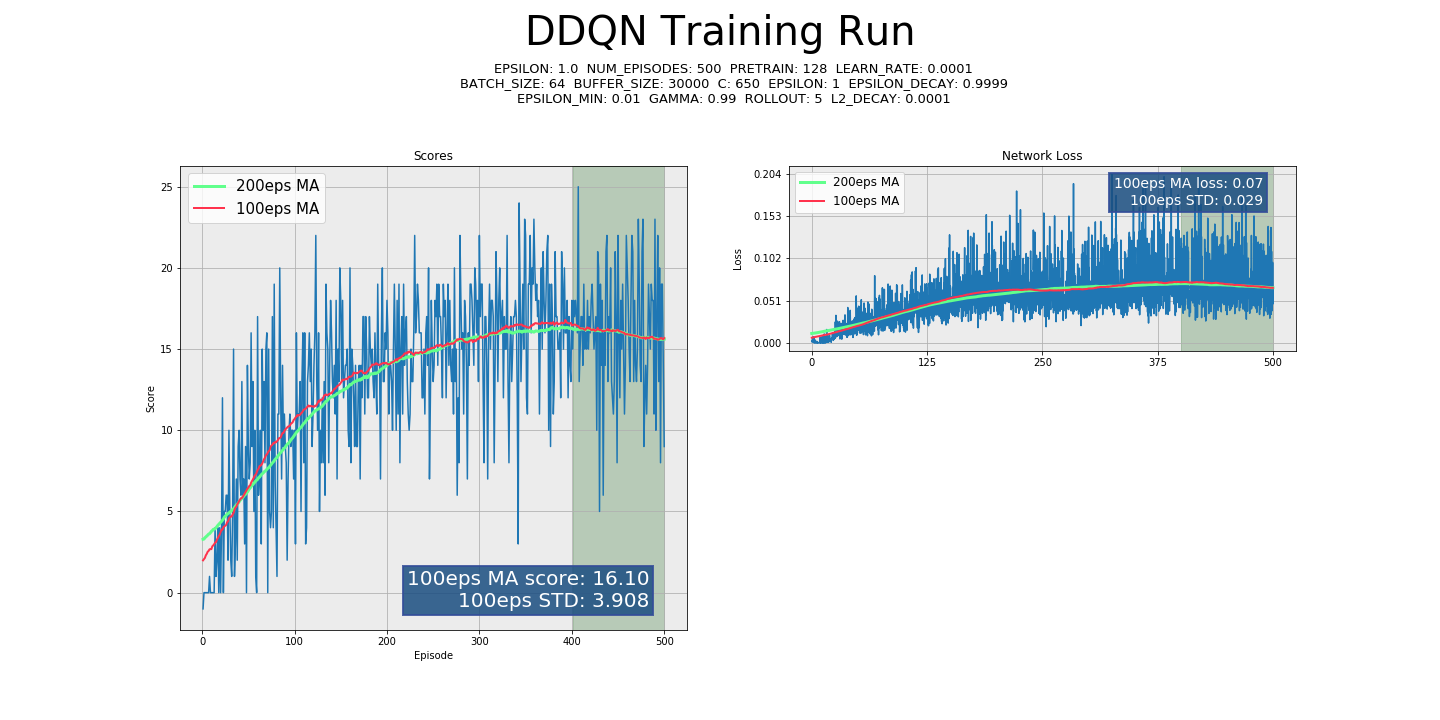 DDQN Training Run
EPSILON: 1.0  NUM_EPISODES: 500  PRETRAIN: 128  LEARN_RATE: 0.0001
BATCH_SIZE: 64  BUFFER_SIZE: 30000  C: 650  EPSILON: 1  EPSILON_DECAY: 0.9999
EPSILON_MIN: 0.01  GAMMA: 0.99  ROLLOUT: 5  L2_DECAY: 0.0001
Scores
200eps MA
100eps MA
25
20
15
10
5
0
Score
100eps MA score: 16.10
100eps STD: 3.908
0
100
200
300
400
500
Episode
Network Loss
200eps MA
100eps MA
100eps MA loss: 0.07
100eps STD: 0.029
0.204
0.153
0.102
0.051
0.000
Loss
0
125
250
375
500